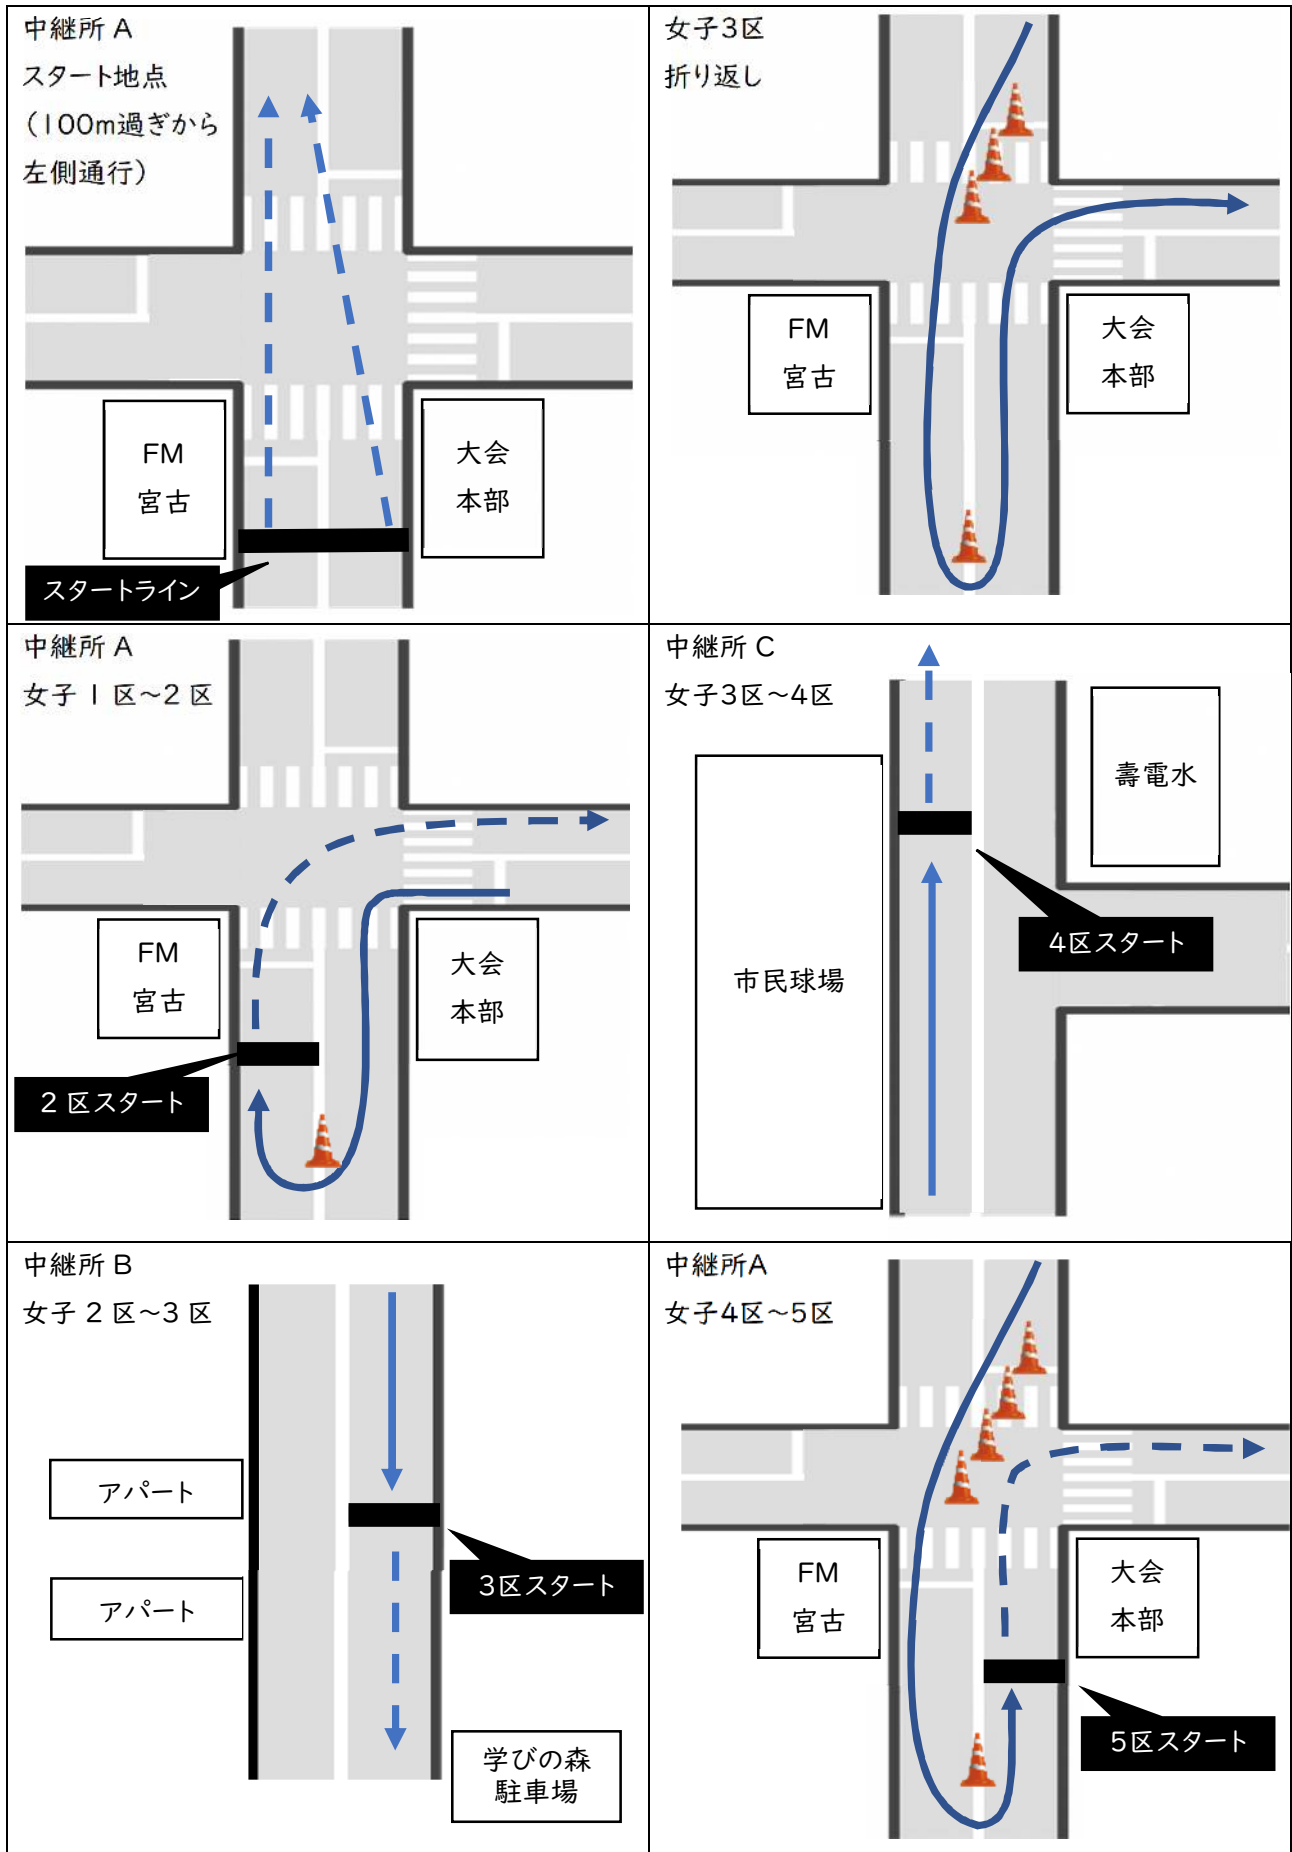 中継所 A
スタート地点
（100m過ぎから
左側通行）
FM
宮古
大会
本部
スタートライン
女子3区
折り返し
FM
宮古
大会
本部
中継所 A
女子 1 区～2 区
FM
宮古
大会
本部
2 区スタート
中継所 C
女子3区～4区
壽電水
4区スタート
市民球場
中継所 B
女子 2 区～3 区
アパート
3区スタート
アパート
学びの森
駐車場
中継所A
女子4区～5区
FM
宮古
大会
本部
5区スタート